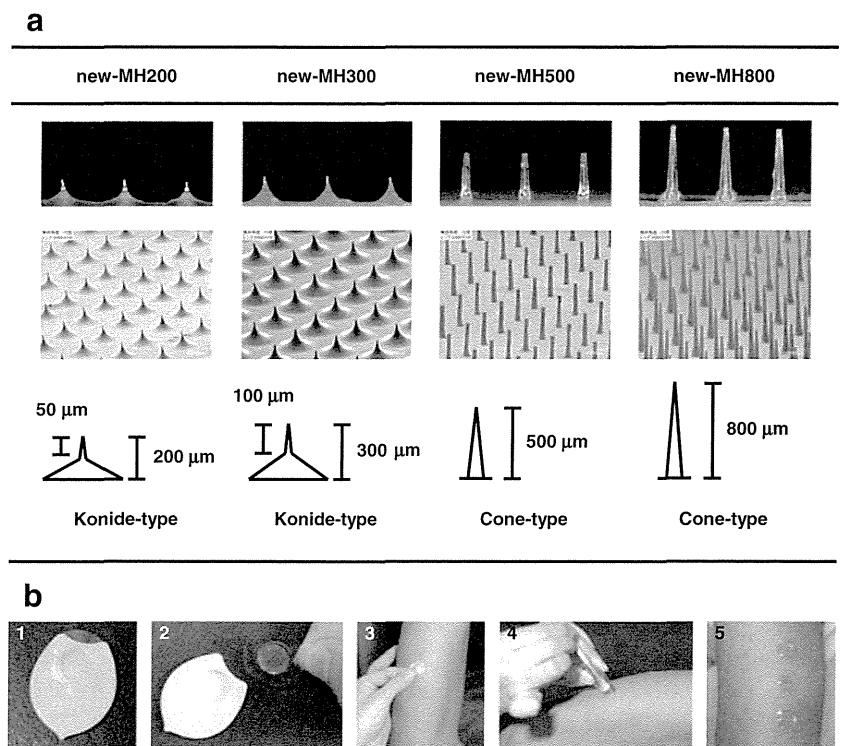 a
new-MH200 new-MH300 new-MH500 new-MH800
50 µm 200 µm 100 µm 300 µm 500 µm 800 µm
Konide-type Konide-type Cone-type Cone-type
b
1 2 3 4 5